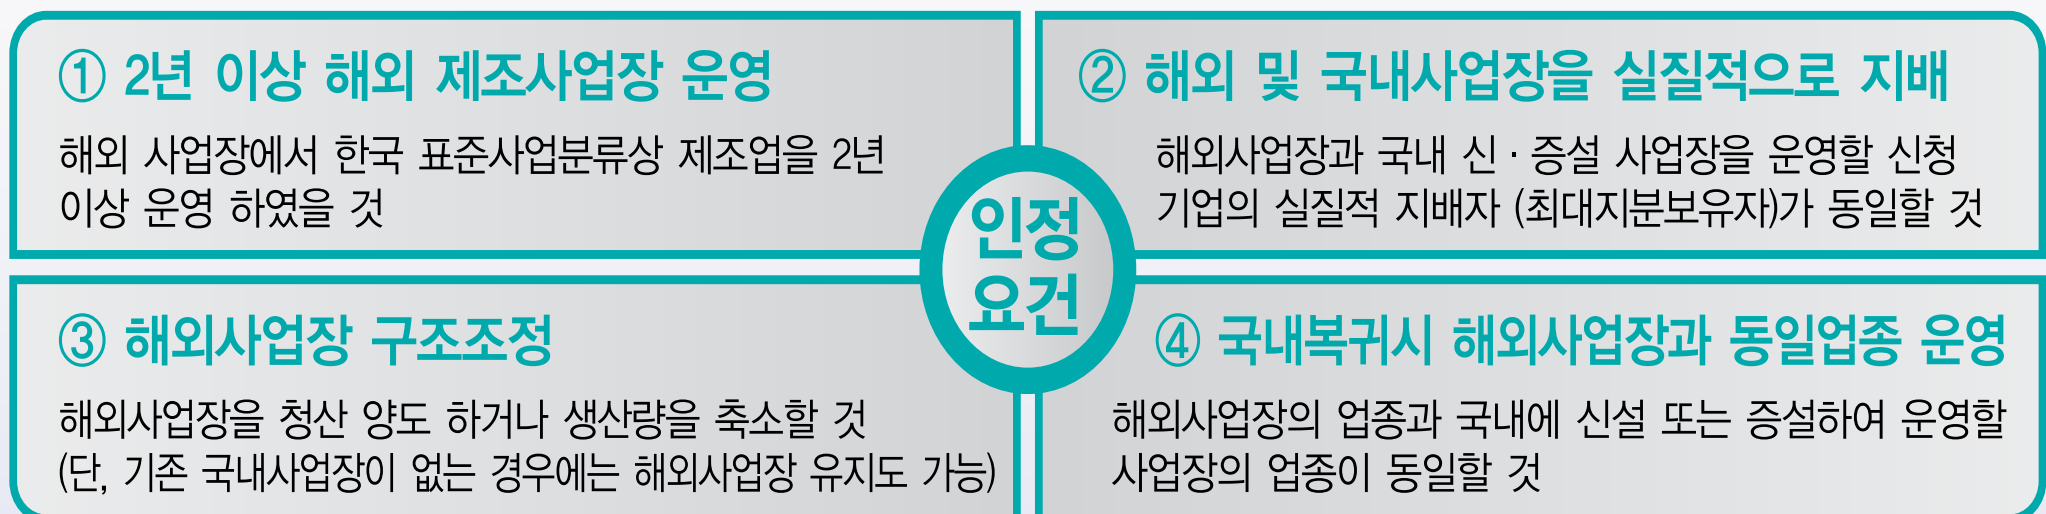 ① 2년 이상 해외 제조사업장 운영
해외 사업장에서 한국 표준사업분류상 제조업을 2년
이상 운영 하였을 것
② 해외 및 국내사업장을 실질적으로 지배
해외사업장과 국내 신·증설 사업장을 운영할 신청
기업의 실질적 지배자 (최대지분보유자)가 동일할 것
인정
요건
③ 해외사업장 구조조정
해외사업장을 청산 양도 하거나 생산량을 축소할 것
(단, 기존 국내사업장이 없는 경우에는 해외사업장 유지도 가능)
④ 국내복귀시 해외사업장과 동일업종 운영
해외사업장의 업종과 국내에 신설 또는 증설하여 운영할
사업장의 업종이 동일할 것